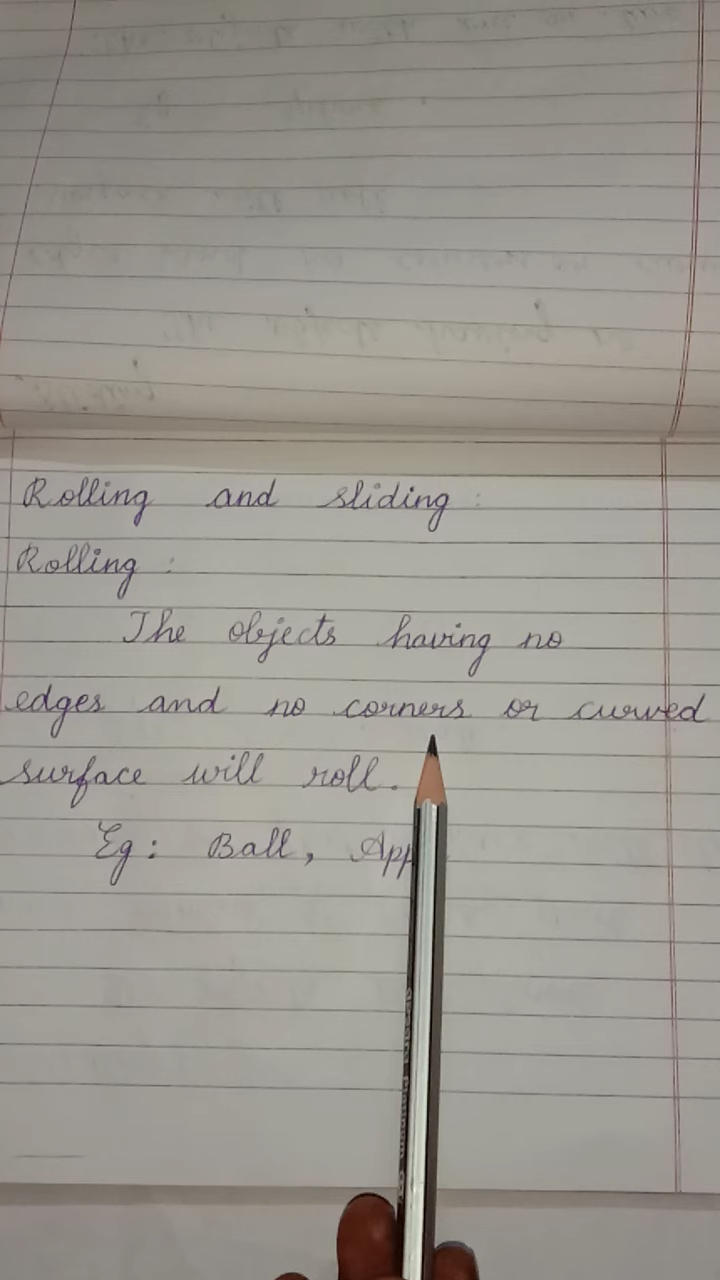 Rolling and sliding :
Rolling :
The objects having no
edges and no corners or curved
surface will roll.
Eg : Ball, App